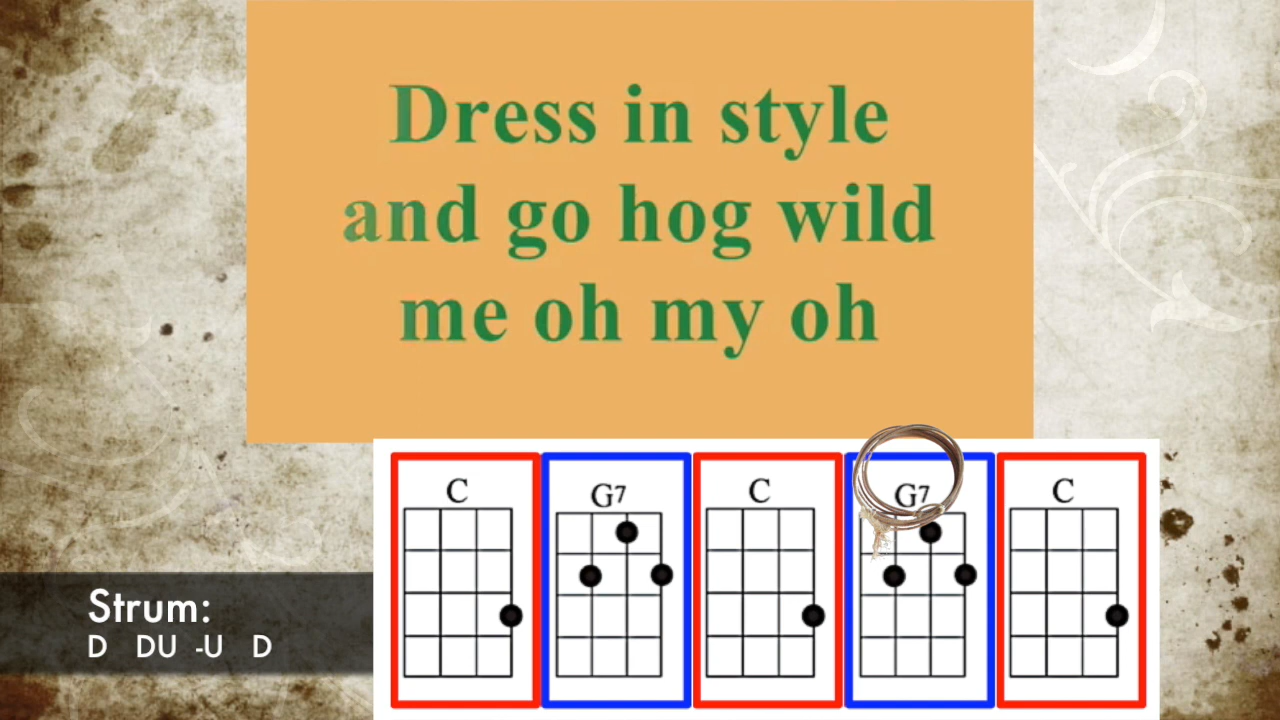 Dress in style
and go hog wild
me oh my oh
C G7 C G7 C
Strum:
D DU -U D